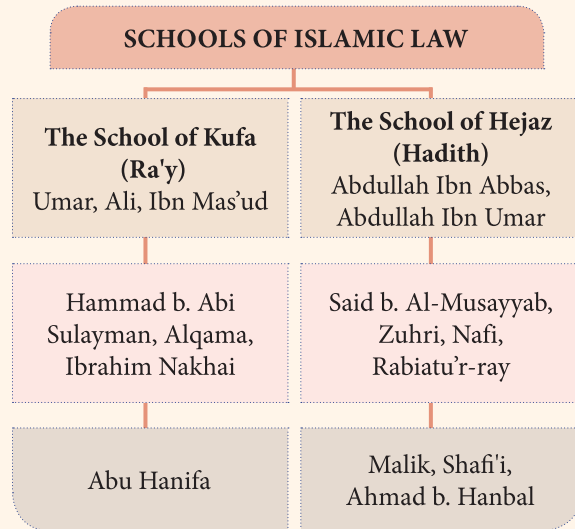 SCHOOLS OF ISLAMIC LAW
The School of Kufa
(Ra'y)
Umar, Ali, Ibn Mas’ud
The School of Hejaz
(Hadith)
Abdullah Ibn Abbas,
Abdullah Ibn Umar
Hammad b. Abi
Sulayman, Alqama,
Ibrahim Nakhai
Said b. Al-Musayyab,
Zuhri, Nafi,
Rabiatu’r-ray
Abu Hanifa
Malik, Shafi'i,
Ahmad b. Hanbal